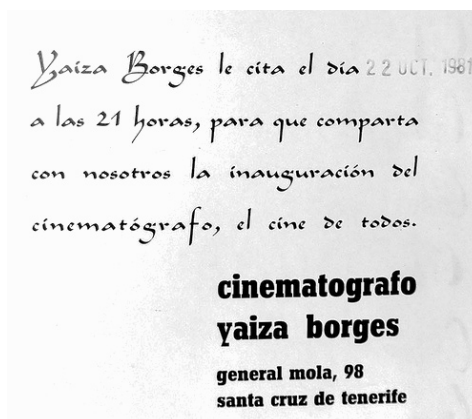 Yaiza Borges le cita el día 22 OCT. 1981
a las 21 horas, para que comparta
con nosotros la inauguración del
cinematógrafo, el cine de todos.
cinematografo
yaiza borges
general mola, 98
santa cruz de tenerife